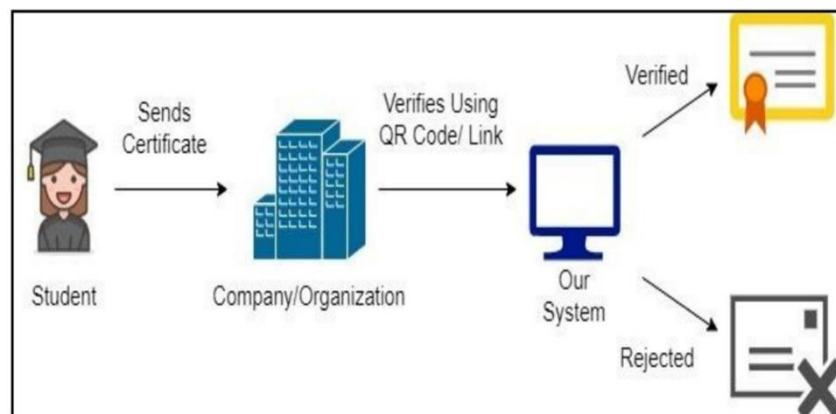 Sends
Certificate
Verifies Using
QR Code/ Link
Verified
Student
Company/Organization
Our
System
Rejected